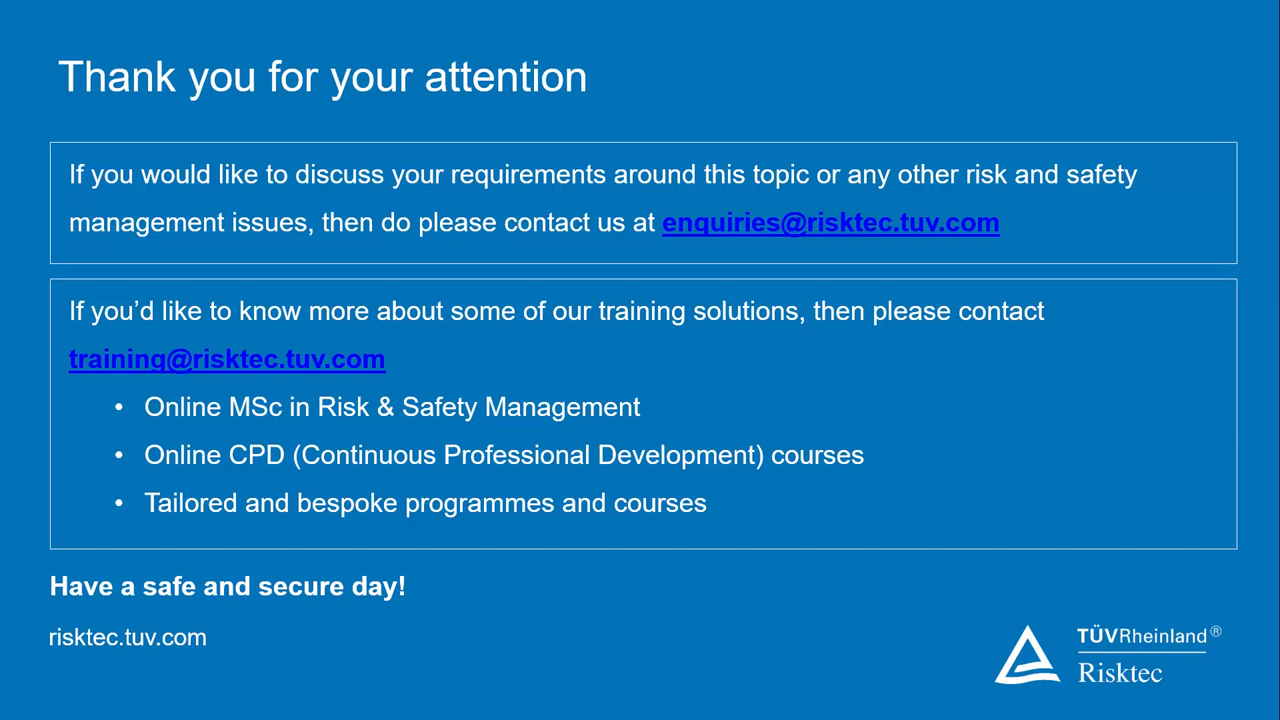 Thank you for your attention
If you would like to discuss your requirements around this topic or any other risk and safety
management issues, then do please contact us at enquiries@risktec.tuv.com
If you’d like to know more about some of our training solutions, then please contact
training@risktec.tuv.com
• Online MSc in Risk & Safety Management
• Online CPD (Continuous Professional Development) courses
• Tailored and bespoke programmes and courses
Have a safe and secure day!
risktec.tuv.com
TÜVRheinland®
Risktec